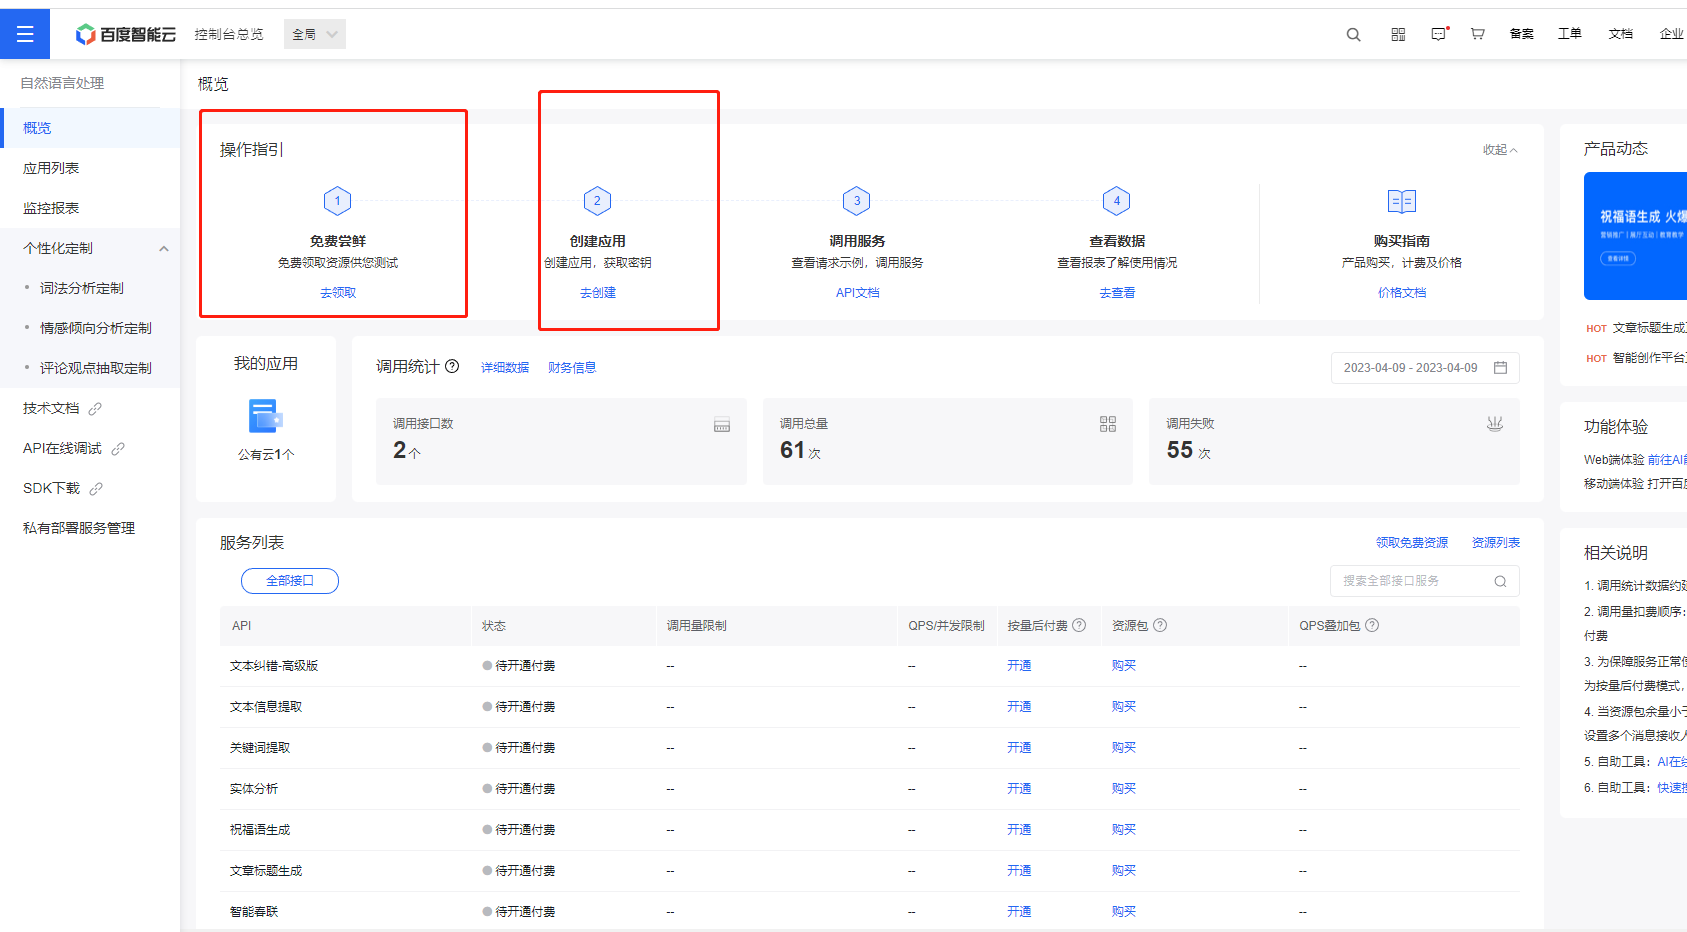 百度智能云 控制台总览 全局 备案 工单 文档 企业
自然语言处理
概览
应用列表
监控报表
个性化定制
词法分析定制
情感倾向分析定制
评论观点抽取定制
技术文档
API在线调试
SDK下载
私有部署服务管理
概览
操作指引
收起
1
免费尝鲜
免费领取资源供您测试
去领取
2
创建应用
创建应用，获取密钥
去创建
3
调用服务
查看请求示例，调用服务
API文档
4
查看数据
查看报表了解使用情况
去查看
购买指南
产品购买，计费及价格
价格文档
我的应用
公有云1个
调用统计 详细数据 财务信息
2023-04-09 - 2023-04-09
调用接口数
2个
调用总量
61次
调用失败
55次
服务列表
领取免费资源 资源列表
全部接口
搜索全部接口服务
API 状态 调用量限制 QPS/并发限制 按量后付费 资源包 QPS叠加包
文本纠错-高级版 待开通付费 -- -- 开通 购买 --
文本信息提取 待开通付费 -- -- 开通 购买 --
关键词提取 待开通付费 -- -- 开通 购买 --
实体分析 待开通付费 -- -- 开通 购买 --
祝福语生成 待开通付费 -- -- 开通 购买 --
文章标题生成 待开通付费 -- -- 开通 购买 --
智能春联 待开通付费 -- -- 开通 购买 --
产品动态
祝福语生成 火爆
营销推广 | 展厅互动 | 教育教学
查看详情
HOT 文章标题生成
HOT 智能创作平台
功能体验
Web端体验 前往AI
移动端体验 打开百
相关说明
1. 调用统计数据约
2. 调用量扣费顺序：
付费
3. 为保障服务正常
为按量后付费模式，
4. 当资源包余量小于
设置多个消息接收人
5. 自助工具：AI在
6. 自助工具：快速